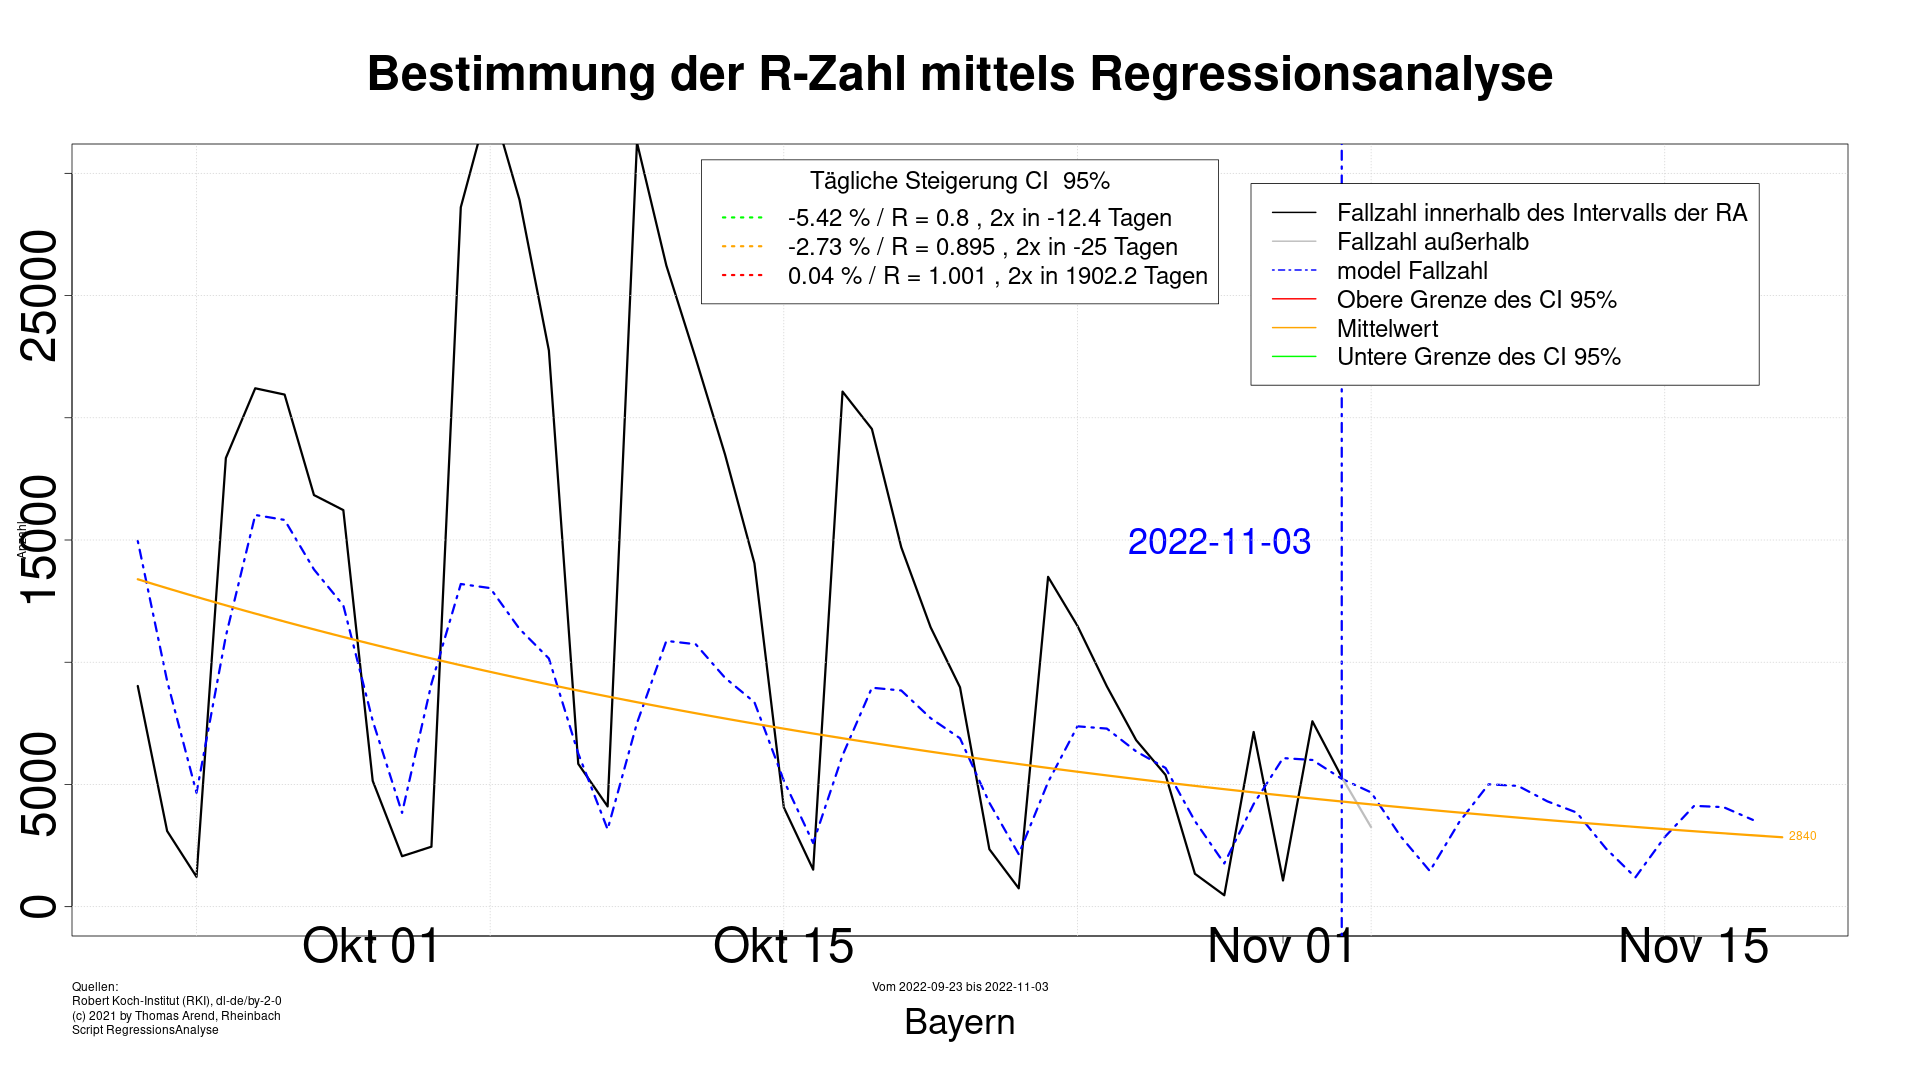 Bestimmung der R-Zahl mittels Regressionsanalyse
Tägliche Steigerung CI  95%
-5.42 % / R = 0.8 , 2x in -12.4 Tagen
-2.73 % / R = 0.895 , 2x in -25 Tagen
0.04 % / R = 1.001 , 2x in 1902.2 Tagen
Fallzahl innerhalb des Intervalls der RA
Fallzahl außerhalb
model Fallzahl
Obere Grenze des CI 95%
Mittelwert
Untere Grenze des CI 95%
25000
15000
5000
0
Anzahl
2022-11-03
2840
Okt 01
Okt 15
Nov 01
Nov 15
Quellen:
Robert Koch-Institut (RKI), dl-de/by-2-0
(c) 2021 by Thomas Arend, Rheinbach
Script RegressionsAnalyse
Vom 2022-09-23 bis 2022-11-03
Bayern